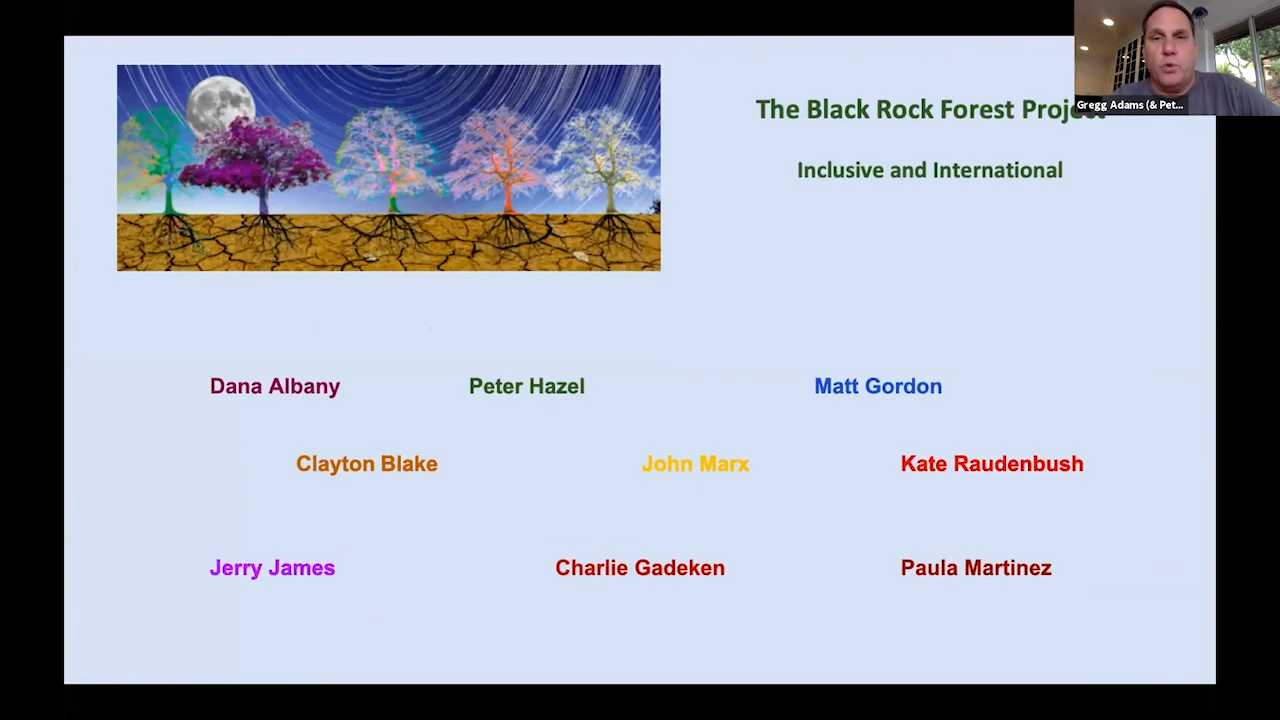 The Black Rock Forest Project
Gregg Adams (& Pet...
Inclusive and International
Dana Albany
Peter Hazel
Matt Gordon
Clayton Blake
John Marx
Kate Raudenbush
Jerry James
Charlie Gadeken
Paula Martinez